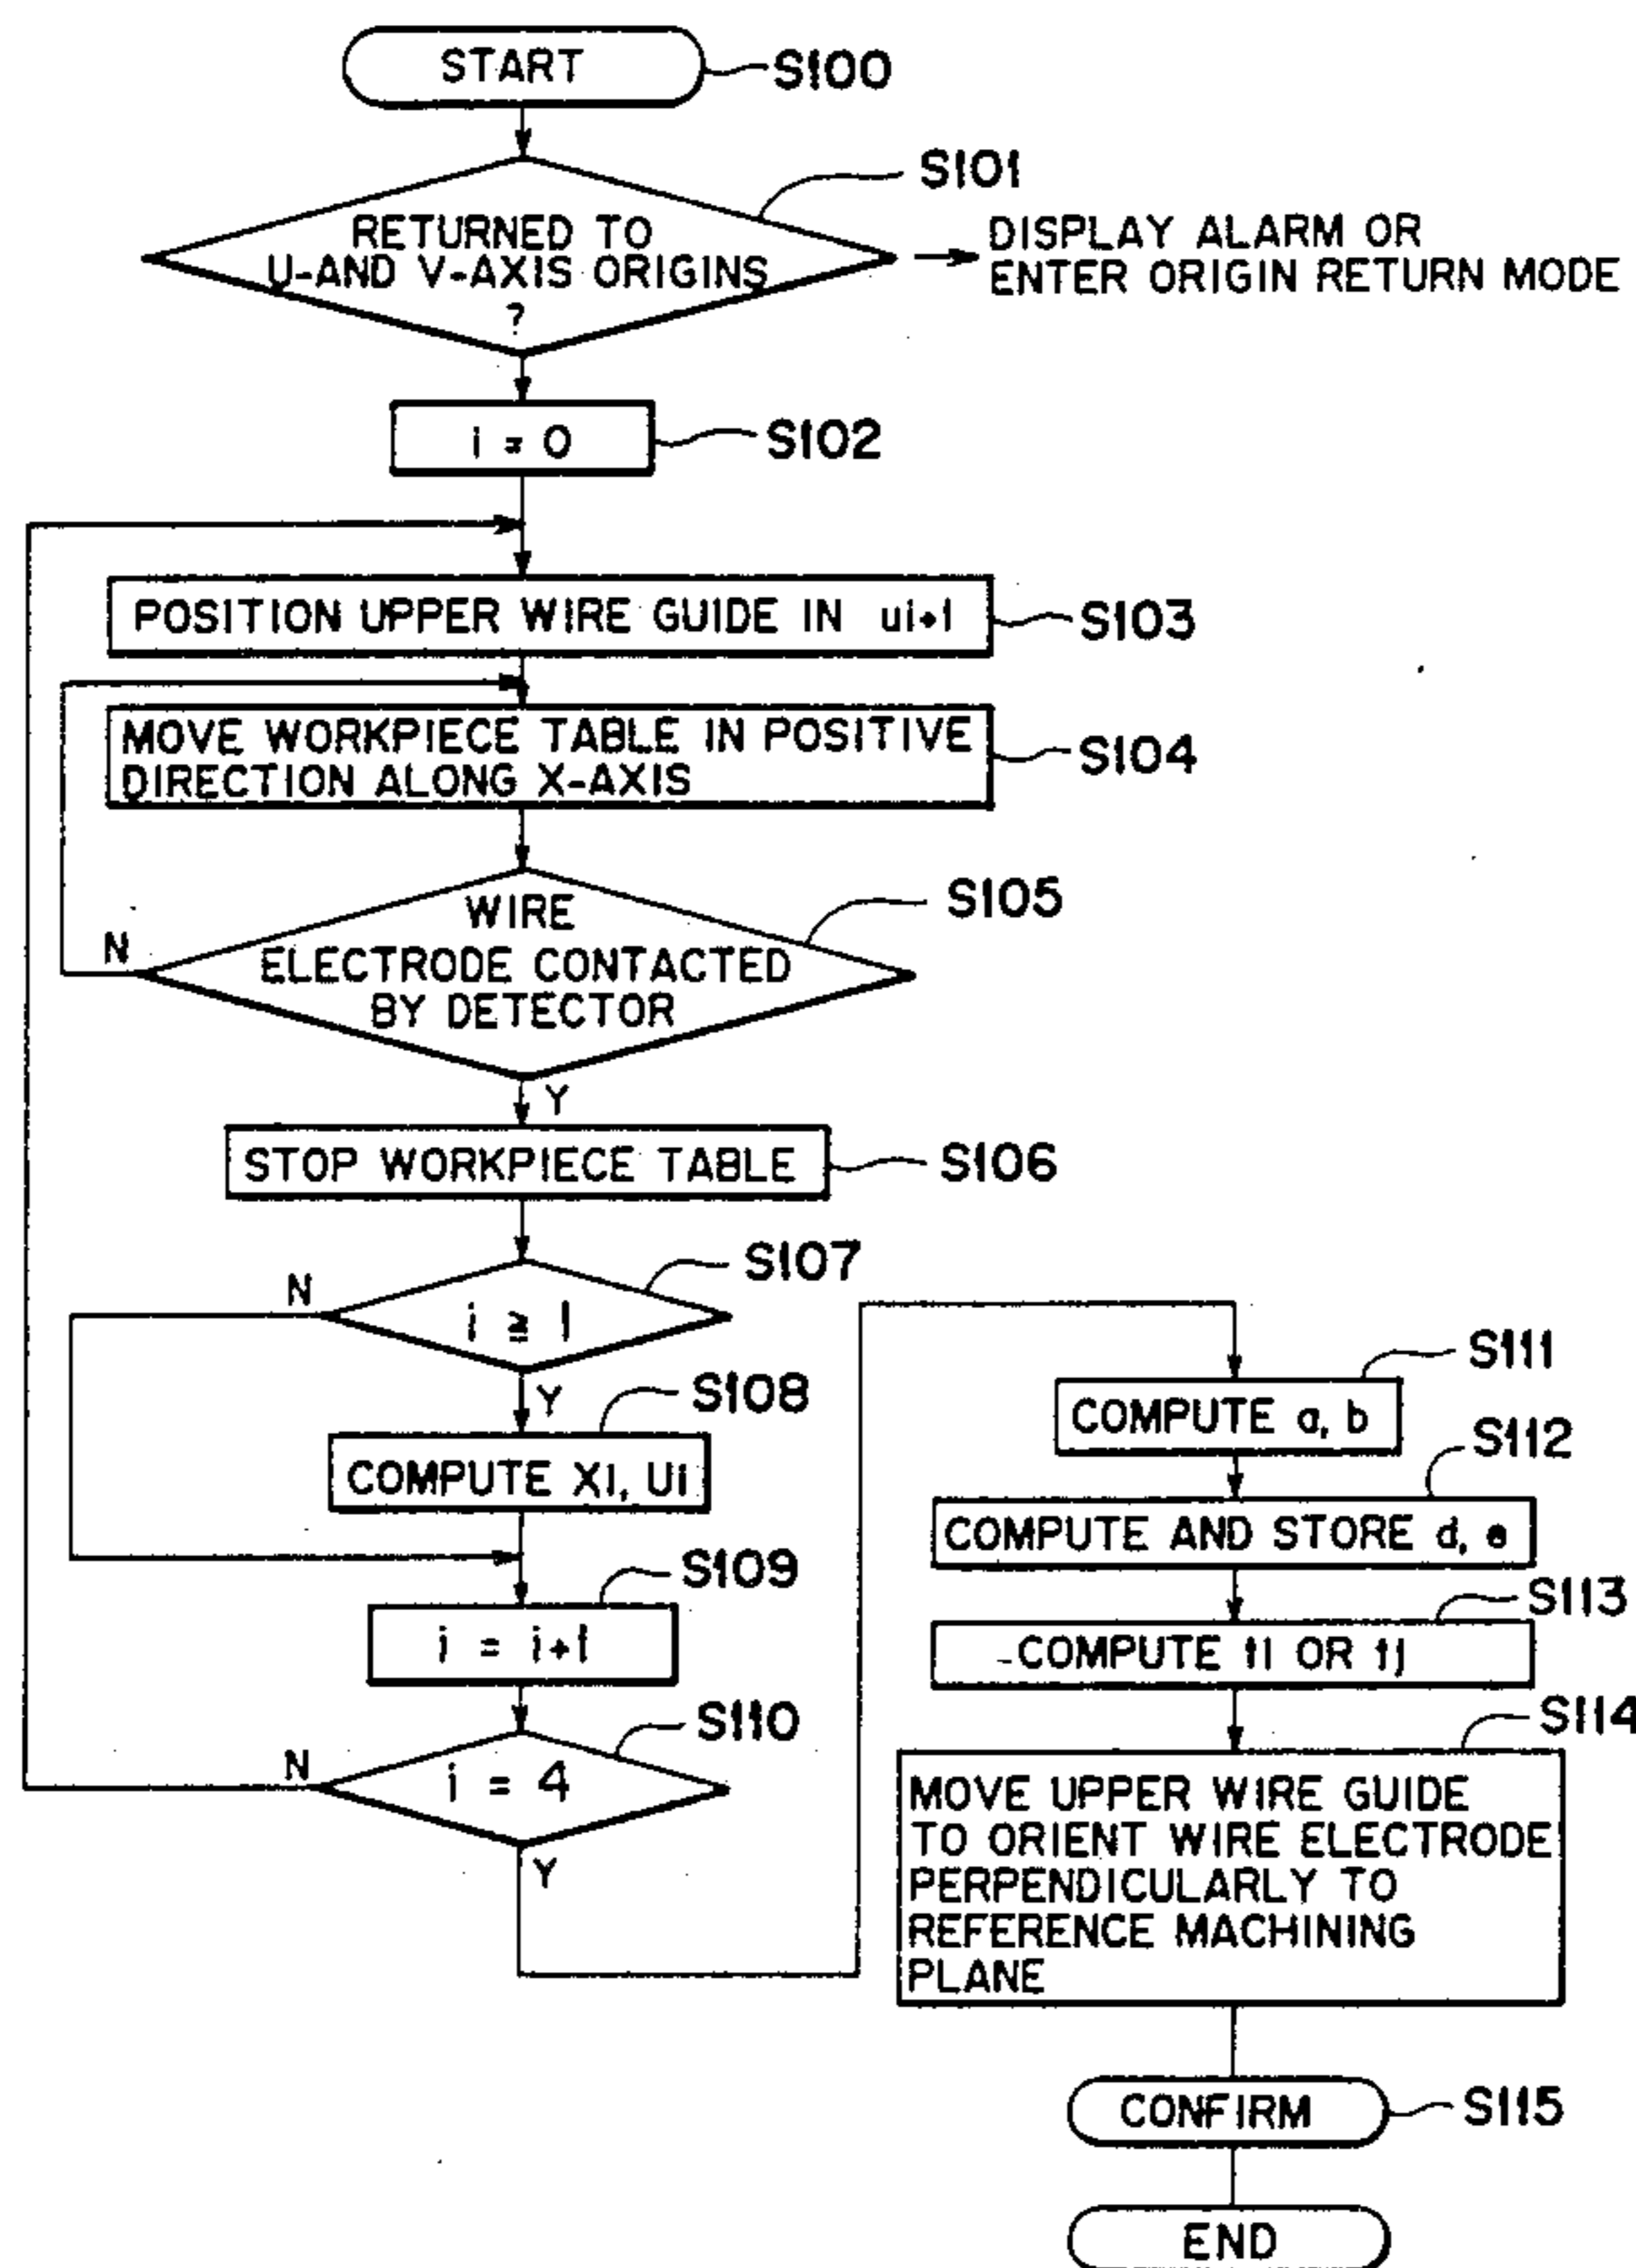 START
S100
S101
RETURNED TO
U-AND V-AXIS ORIGINS
?
DISPLAY ALARM OR
ENTER ORIGIN RETURN MODE
i = 0
S102
POSITION UPPER WIRE GUIDE IN ui+1
S103
MOVE WORKPIECE TABLE IN POSITIVE
DIRECTION ALONG X-AXIS
S104
S105
WIRE
ELECTRODE CONTACTED
BY DETECTOR
N
Y
STOP WORKPIECE TABLE
S106
S107
N
i ≧ 1
Y
S108
COMPUTE Xi, Ui
S109
i = i+1
S110
N
i = 4
Y
S111
COMPUTE a, b
S112
COMPUTE AND STORE d, e
S113
COMPUTE ti OR tj
S114
MOVE UPPER WIRE GUIDE
TO ORIENT WIRE ELECTRODE
PERPENDICULARLY TO
REFERENCE MACHINING
PLANE
CONFIRM
S115
END